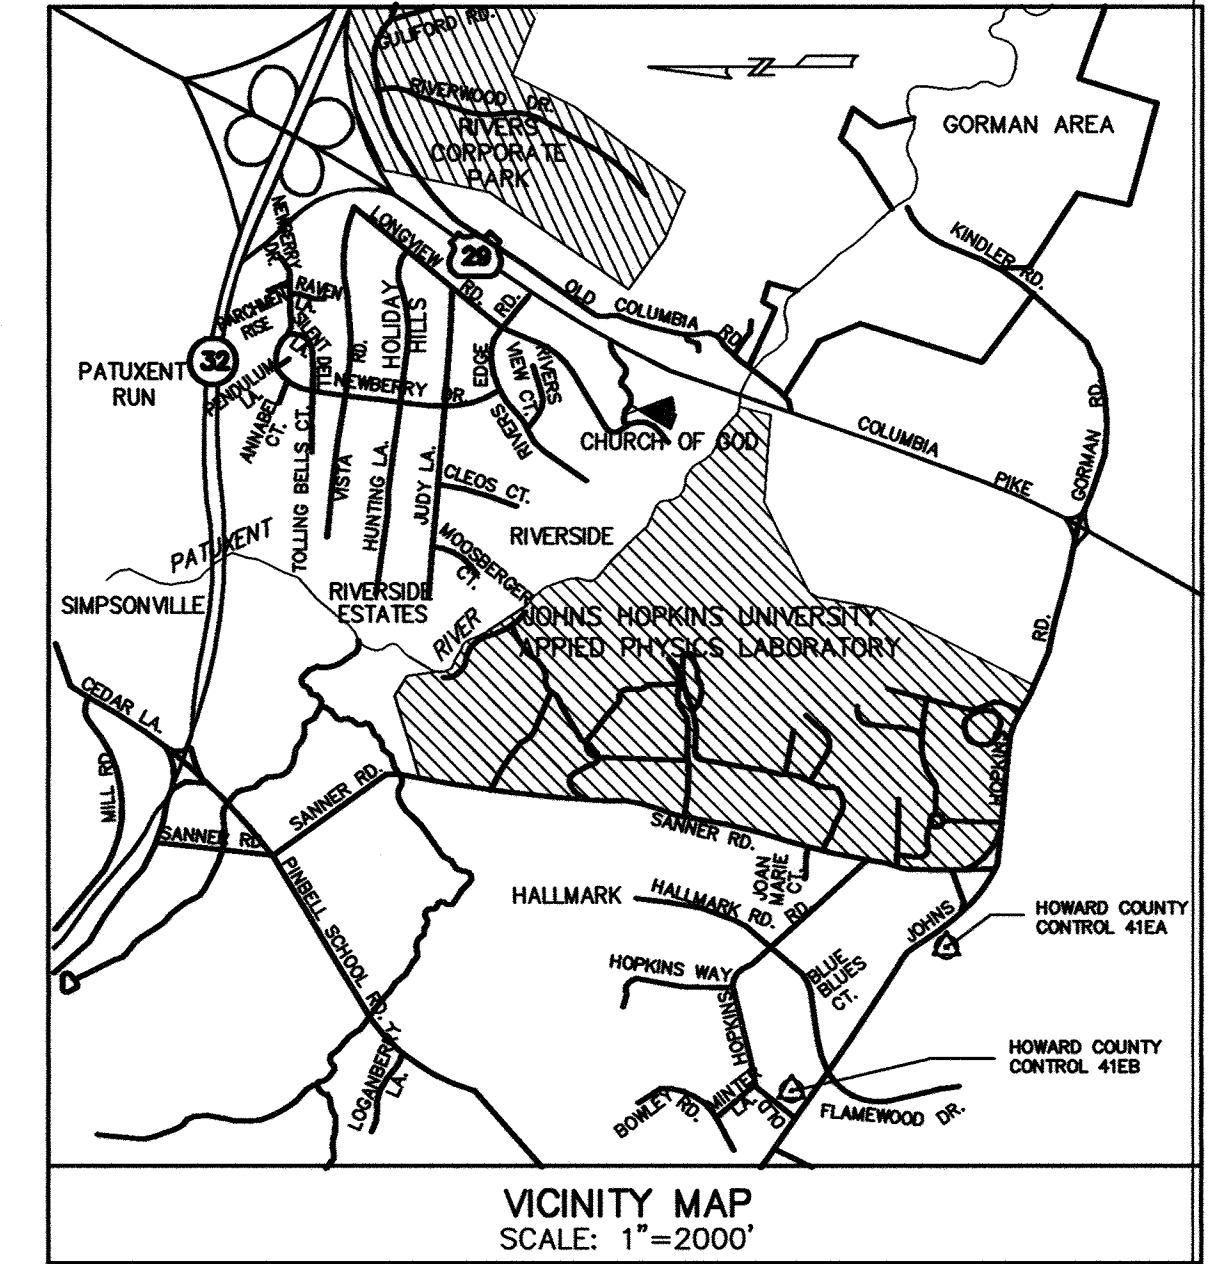 GUILFORD RD.
RIVERWOOD DR.
RIVERS
CORPORATE
PARK
GORMAN AREA
KINDLER RD.
NEWBERRY
DR.
LONGVIEW RD.
29
OLD COLUMBIA RD.
RAVEN
LA.
PARCHMENT
RISE
SILENT
LA.
DELL
HOLIDAY
HILLS
32
PATUXENT
RUN
PENDULUM
LA.
ANNABEL
CT.
NEWBERRY DR.
RIVERS EDGE RD.
RIVERS
VIEW CT.
CHURCH OF GOD
COLUMBIA PIKE
GORMAN RD.
TOLLING BELLS CT.
VISTA RD.
HUNTING LA.
JUDY LA.
CLEOS CT.
MOOSBERGER
CT.
RIVERSIDE
PATUXENT RIVER
SIMPSONVILLE
RIVERSIDE
ESTATES
JOHNS HOPKINS UNIVERSITY
APPIED PHYSICS LABORATORY
CEDAR LA.
MILL RD.
SANNER RD.
SANNER RD.
SANNER RD.
PINBELL SCHOOL RD.
JOAN
MARIE
CT.
HALLMARK
HALLMARK RD.
RD.
JOHNS HOPKINS RD.
HOWARD COUNTY
CONTROL 41EA
HOPKINS WAY
BLUE
BLUES
CT.
OLD HOPKINS
HOWARD COUNTY
CONTROL 41EB
LOGANBERRY
LA.
BOWLEY RD.
MINTER
LA.
FLAMEWOOD DR.
VICINITY MAP
SCALE: 1"=2000'